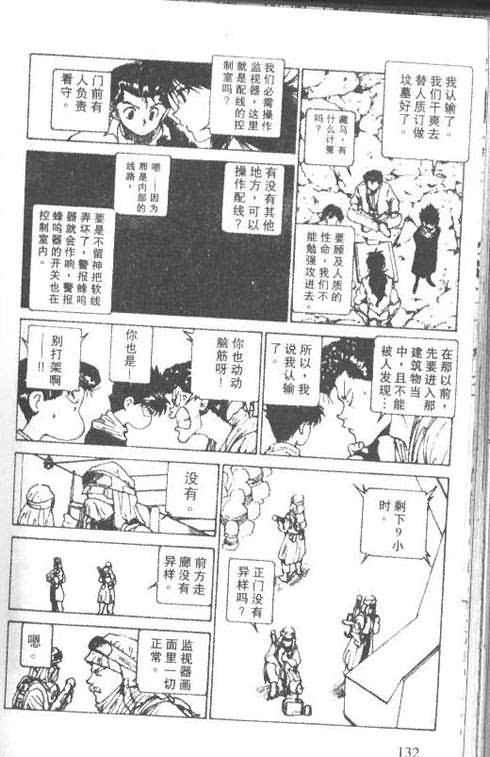 我认输了。
我们干爽去
替人质订做
坟墓好了。
藏马，有
什么计策
吗？
要顾及人质的
性命，我们不
能勉强攻进去。
我们必需操作
监视器，这里
就是配线的控
制室吗？
门前有
人负责
看守。
有没有其他
地方，可以
操作配线？
嗯……因为
那是内部的
线路，
要是不留神把软线
弄坏了，警报蜂鸣
器就会作响，警报
蜂鸣器的开关也在
控制室内。
在那以前，
先要进入那
建筑物当
中，且不能
被人发现…
所以，我
说我认输
了。
你也动动
脑筋呀！
你也是！
别打架啊
——!!
剩下9小
时。
正门没有
异样吗？
没有。
前方走
廊没有
异样。
监视器画
面里一切
正常。
嗯。
132